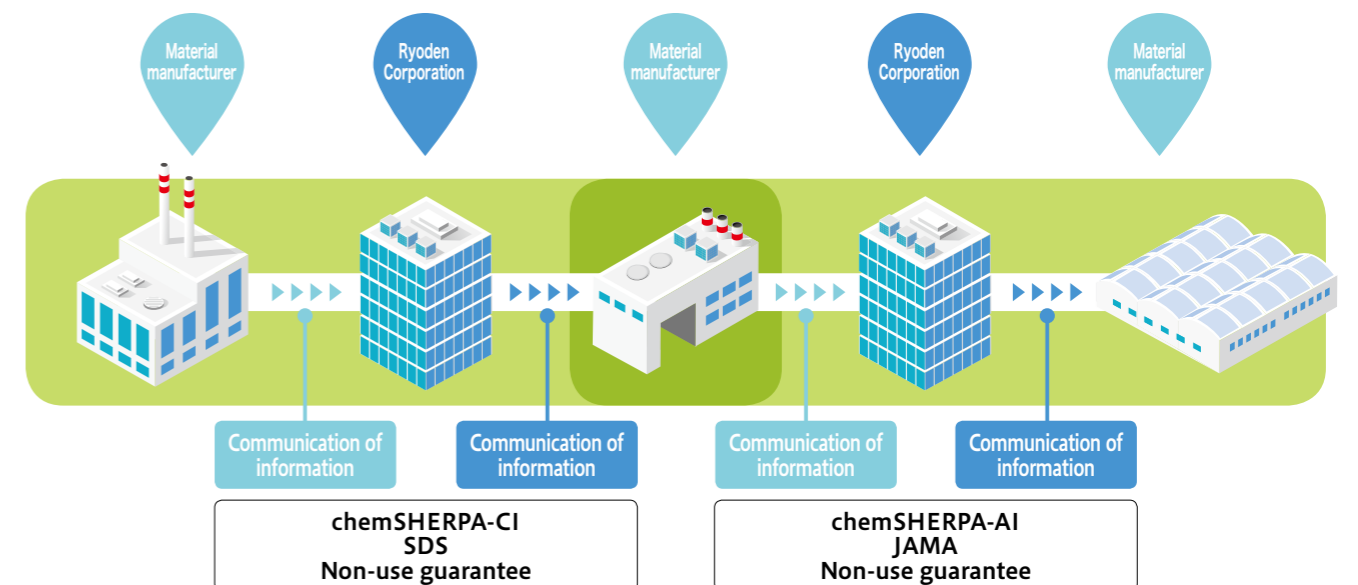 Material
manufacturer
Ryoden
Corporation
Material
manufacturer
Ryoden
Corporation
Material
manufacturer
Communication of
information
Communication of
information
Communication of
information
Communication of
information
chemSHERPA-CI
SDS
Non-use guarantee
chemSHERPA-AI
JAMA
Non-use guarantee